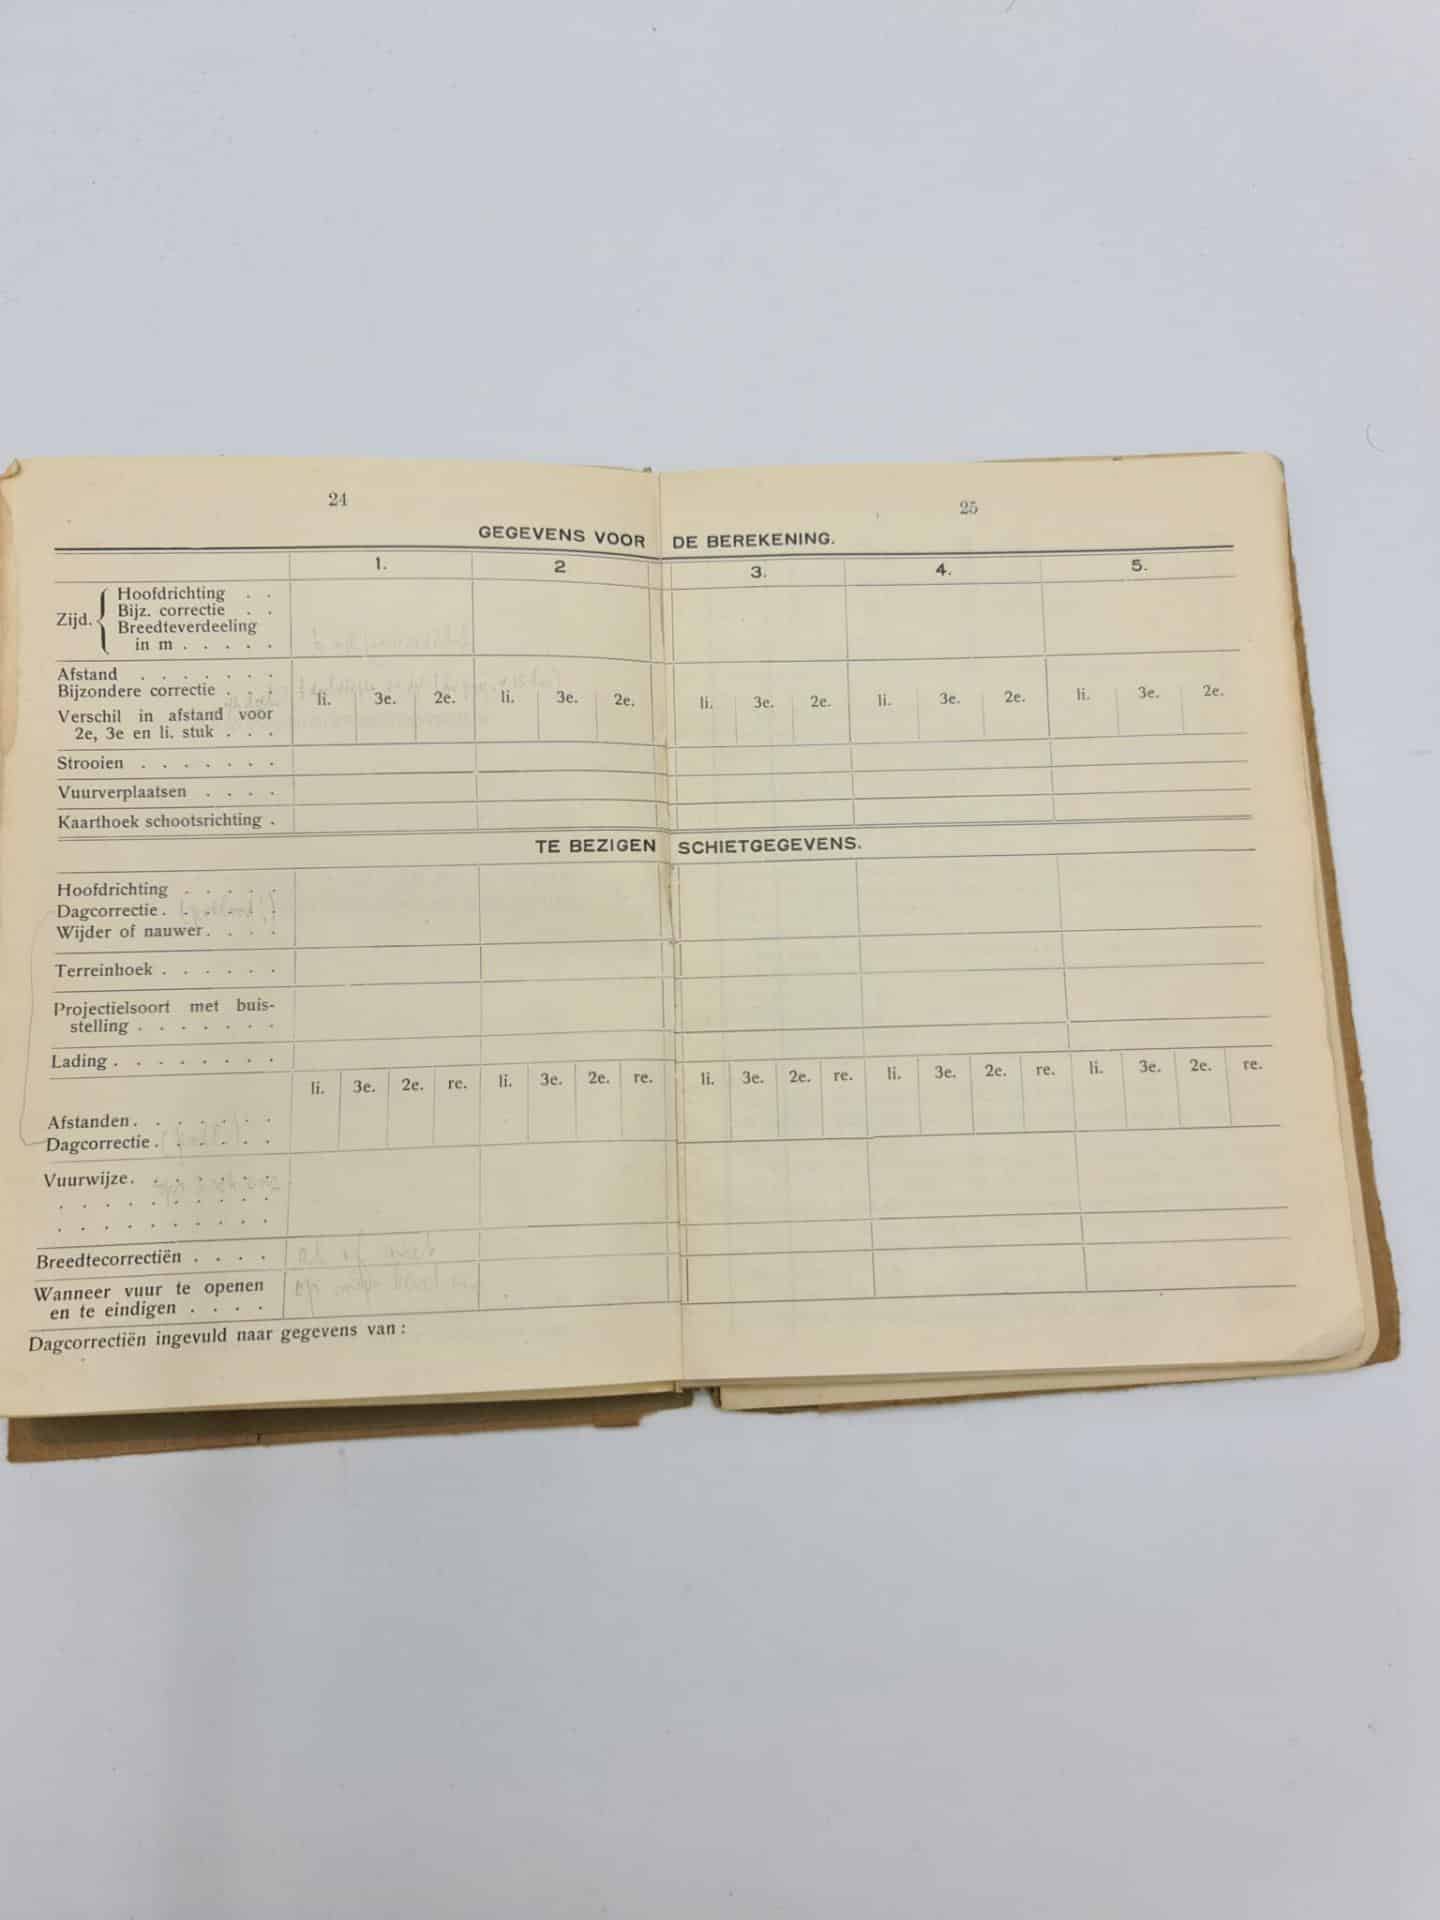 24
25
GEGEVENS VOOR DE BEREKENING.
1. 2 3. 4. 5.
Zijd. { Hoofdrichting . .
Bijz. correctie . .
Breedteverdeeling
in m . . . . .
Afstand . . . . . . .
Bijzondere correctie . . .
li. 3e. 2e. li. 3e. 2e. li. 3e. 2e. li. 3e. 2e. li. 3e. 2e.
Verschil in afstand voor
2e, 3e en li. stuk . . .
Strooien . . . . . . .
Vuurverplaatsen . . . .
Kaarthoek schootsrichting .
TE BEZIGEN SCHIETGEGEVENS.
Hoofdrichting . . . . .
Dagcorrectie . . . . . .
Wijder of nauwer . . . .
Terreinhoek . . . . . .
Projectielsoort met buis-
stelling . . . . . . .
Lading . . . . . . . .
li. 3e. 2e. re. li. 3e. 2e. re. li. 3e. 2e. re. li. 3e. 2e. re. li. 3e. 2e. re.
Afstanden . . . . . . .
Dagcorrectie . . . . . .
Vuurwijze . . . . . . .
. . . . . . . . . .
. . . . . . . . . .
Breedtecorrectiën . . . .
Wanneer vuur te openen
en te eindigen . . . .
Dagcorrectiën ingevuld naar gegevens van :